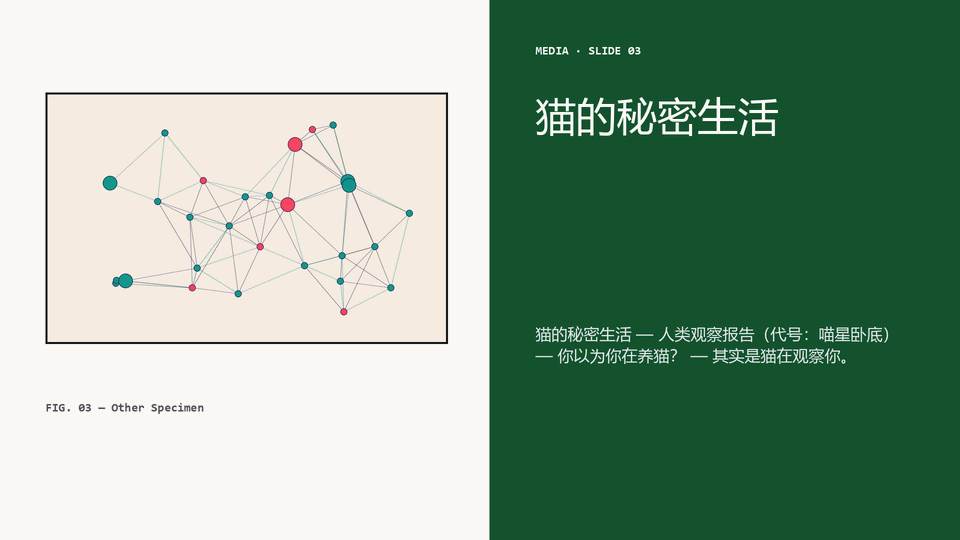 MEDIA · SLIDE 03
猫的秘密生活
猫的秘密生活 — 人类观察报告（代号：喵星卧底）
— 你以为你在养猫？ — 其实是猫在观察你。
FIG. 03 — Other Specimen